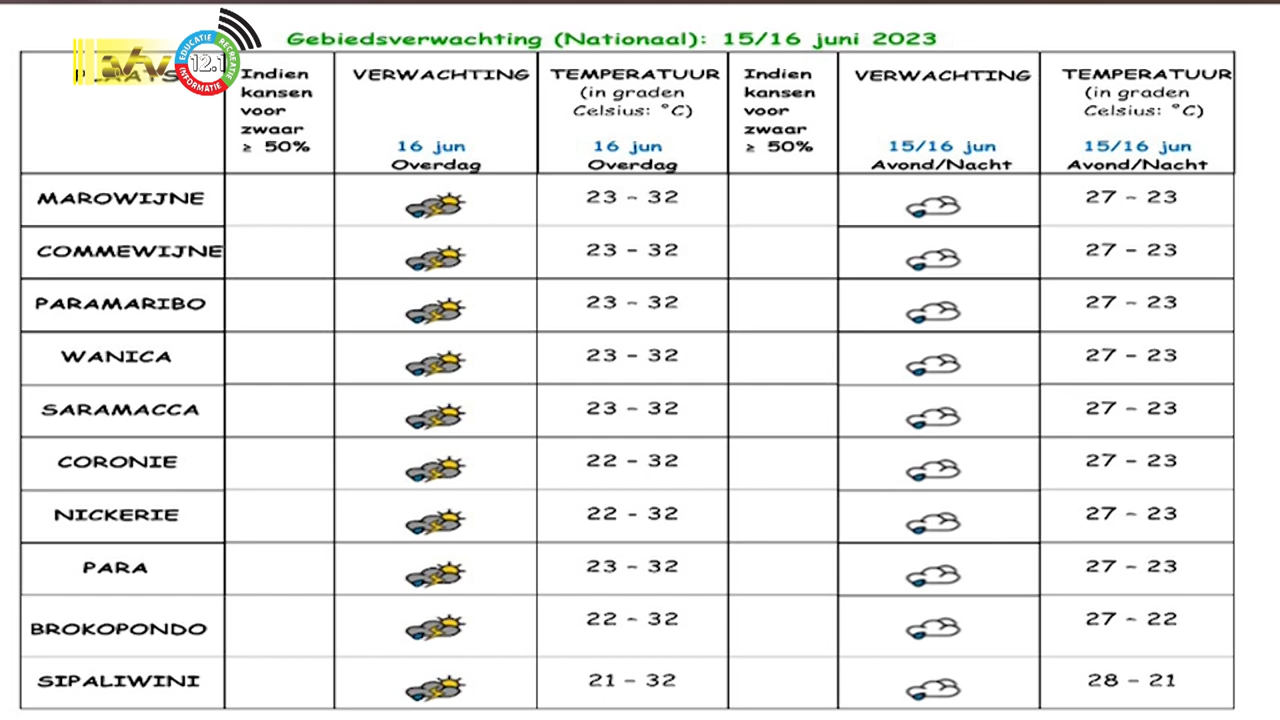 Gebiedsverwachting (Nationaal): 15/16 juni 2023
EDUCATIE RECREATIE INFORMATIE
12.1
Indien kansen voor zwaar ≥ 50%
VERWACHTING
16 jun
Overdag
TEMPERATUUR
(in graden
Celsius: °C)
16 jun
Overdag
Indien kansen voor zwaar ≥ 50%
VERWACHTING
15/16 jun
Avond/Nacht
TEMPERATUUR
(in graden
Celsius: °C)
15/16 jun
Avond/Nacht
MAROWIJNE 23 - 32 27 - 23
COMMEWIJNE 23 - 32 27 - 23
PARAMARIBO 23 - 32 27 - 23
WANICA 23 - 32 27 - 23
SARAMACCA 23 - 32 27 - 23
CORONIE 22 - 32 27 - 23
NICKERIE 22 - 32 27 - 23
PARA 23 - 32 27 - 23
BROKOPONDO 22 - 32 27 - 22
SIPALIWINI 21 - 32 28 - 21